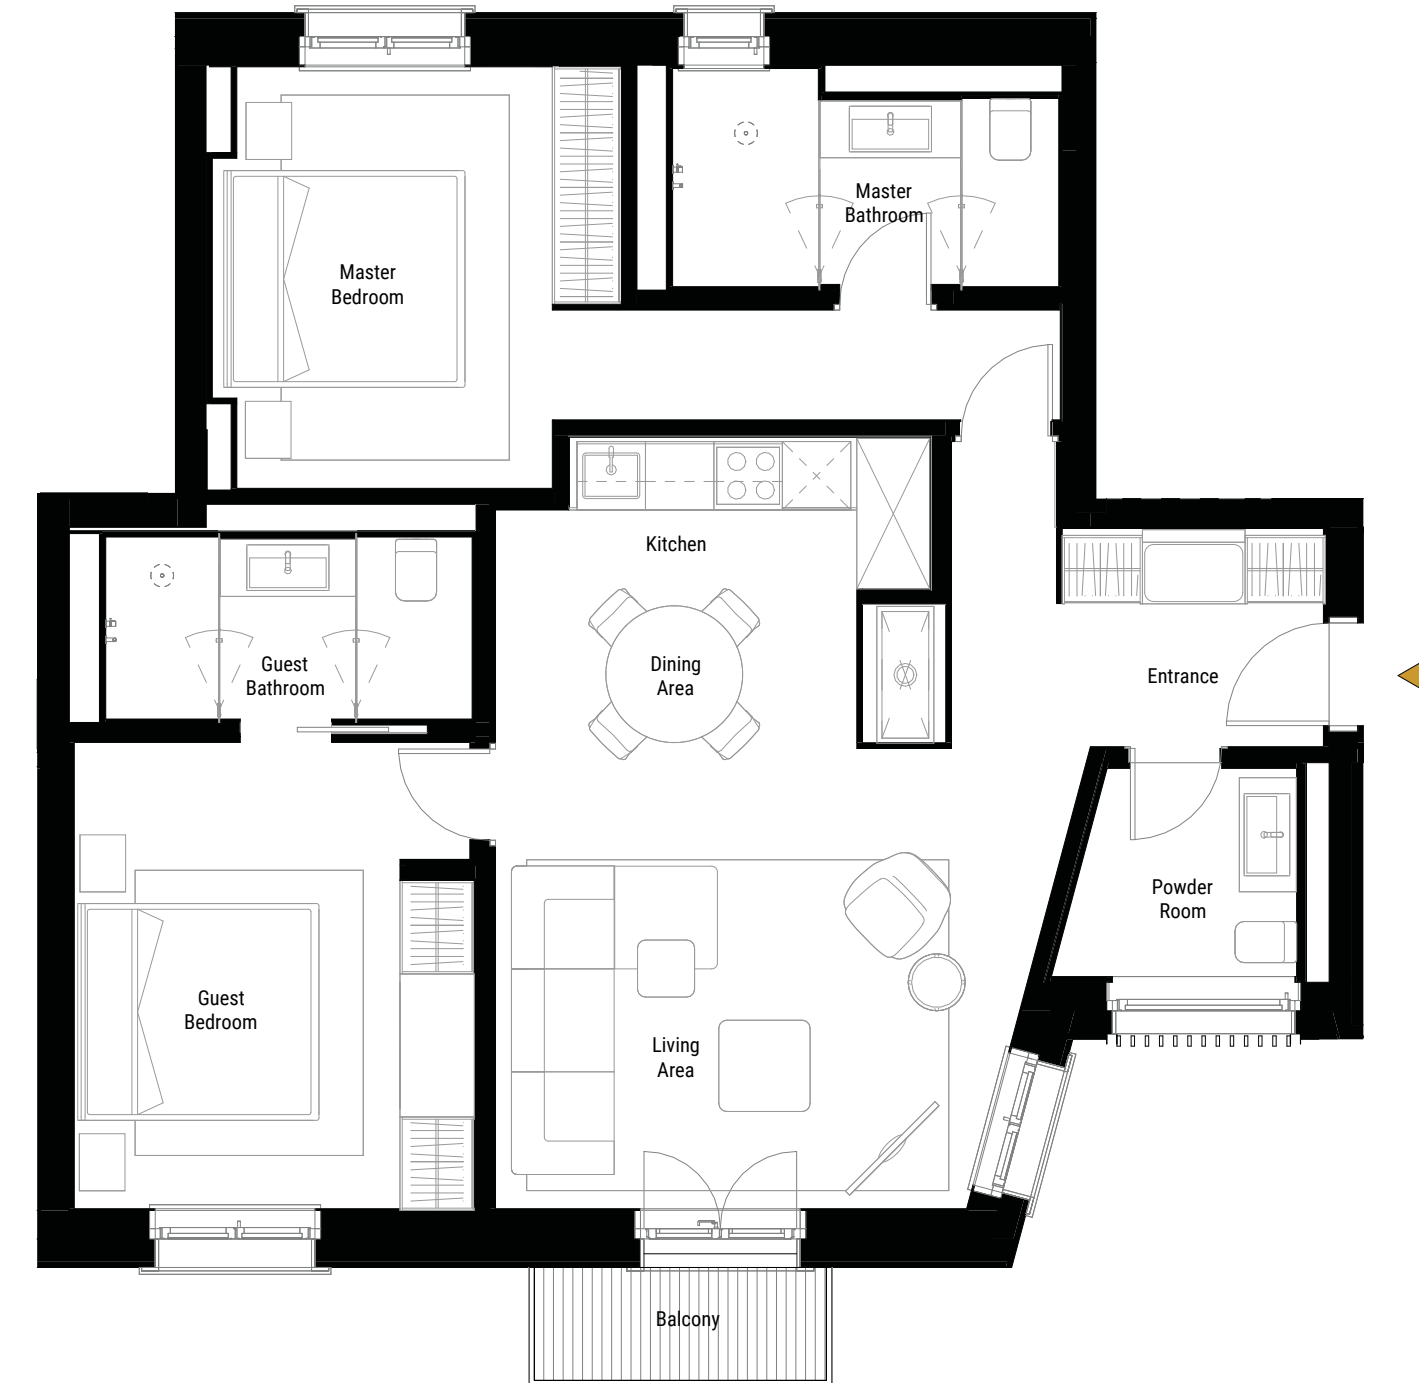 Master
Bedroom
Master
Bathroom
Kitchen
Dining
Area
Guest
Bathroom
Entrance
Powder
Room
Guest
Bedroom
Living
Area
Balcony